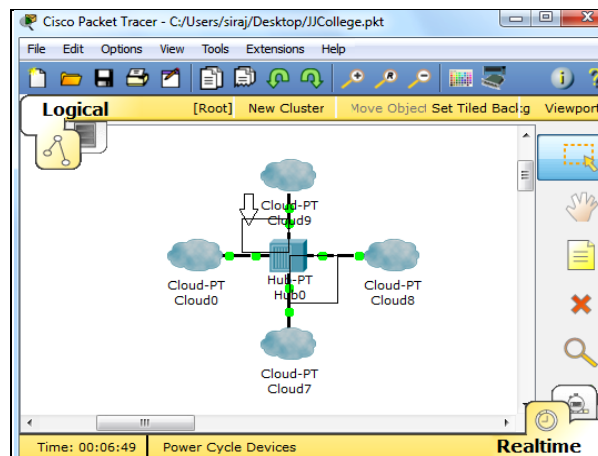 Cisco Packet Tracer - C:/Users/siraj/Desktop/JJCollege.pkt
File Edit Options View Tools Extensions Help
Logical [Root] New Cluster Move Object Set Tiled Backg Viewport
Cloud-PT
Cloud9
Cloud-PT
Cloud0
Hub-PT
Hub0
Cloud-PT
Cloud8
Cloud-PT
Cloud7
Time: 00:06:49 Power Cycle Devices Realtime